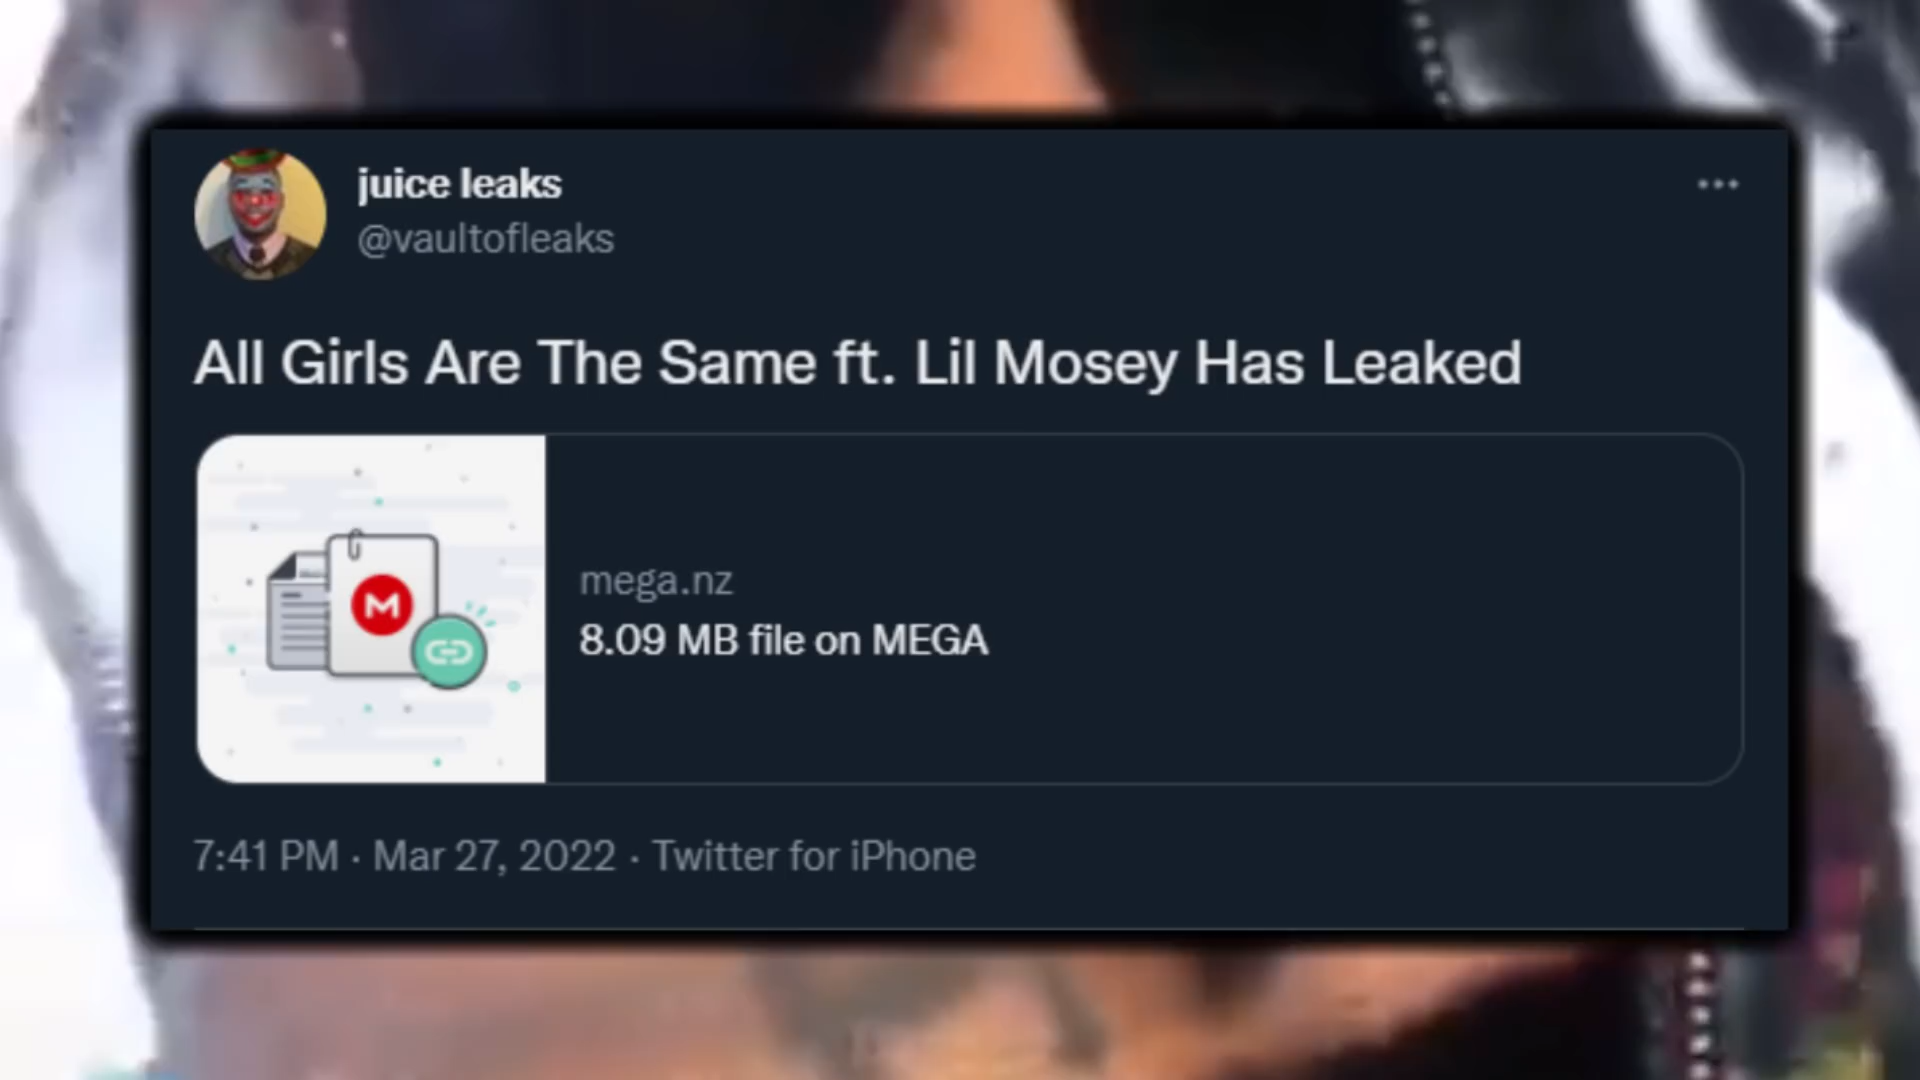 juice leaks
@vaultofleaks
All Girls Are The Same ft. Lil Mosey Has Leaked
M
mega.nz
8.09 MB file on MEGA
7:41 PM · Mar 27, 2022 · Twitter for iPhone